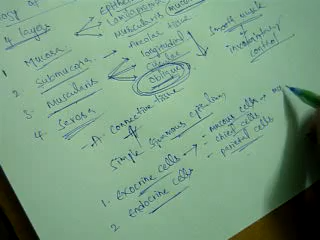 4 layers
1. Mucosa
Lamina
muscularis mucosa
2. Submucosa
areolar tissue
3. Muscularis
longitudinal
circular
oblique
Smooth muscle
involuntary
control
4. Serosa
A. connective tissue
simple squamous epithelium
1. exocrine cells
- mucous cells
- chief cells
- parietal cells
2. endocrine cells